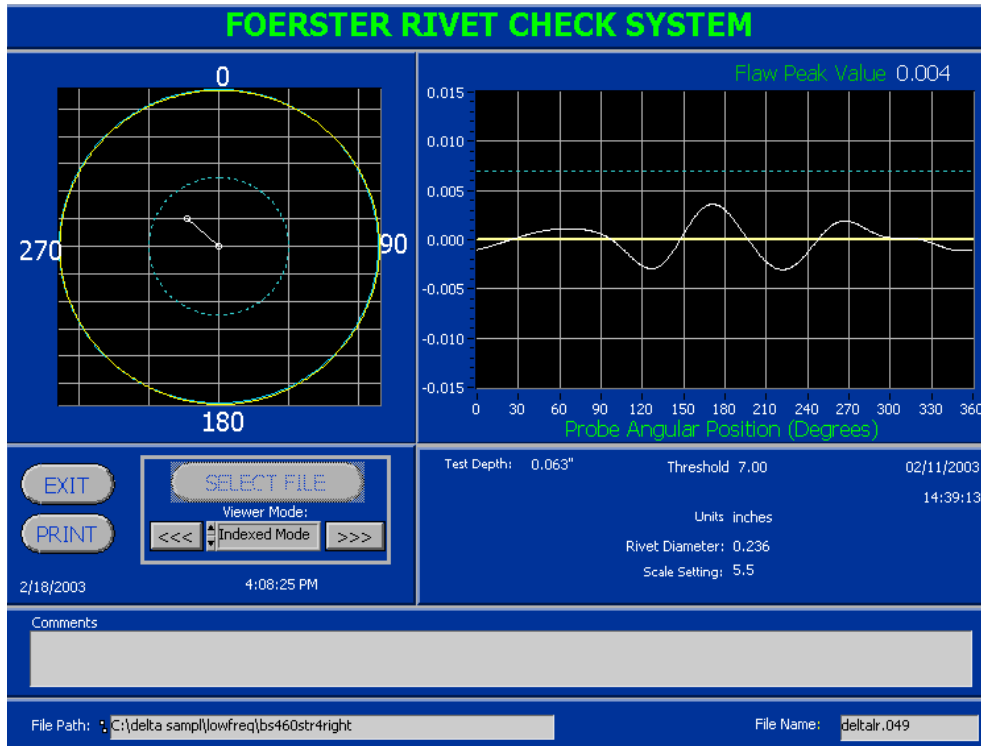 FOERSTER RIVET CHECK SYSTEM
0
270
90
180
Flaw Peak Value 0.004
0.015
0.010
0.005
0.000
-0.005
-0.010
-0.015
0 30 60 90 120 150 180 210 240 270 300 330 360
Probe Angular Position (Degrees)
EXIT
PRINT
SELECT FILE
Viewer Mode:
<<< Indexed Mode >>>
2/18/2003 4:08:25 PM
Test Depth: 0.063" Threshold 7.00 02/11/2003
14:39:13
Units inches
Rivet Diameter: 0.236
Scale Setting: 5.5
Comments
File Path: C:\delta sampl\lowfreq\bs460str4right File Name: deltalr.049